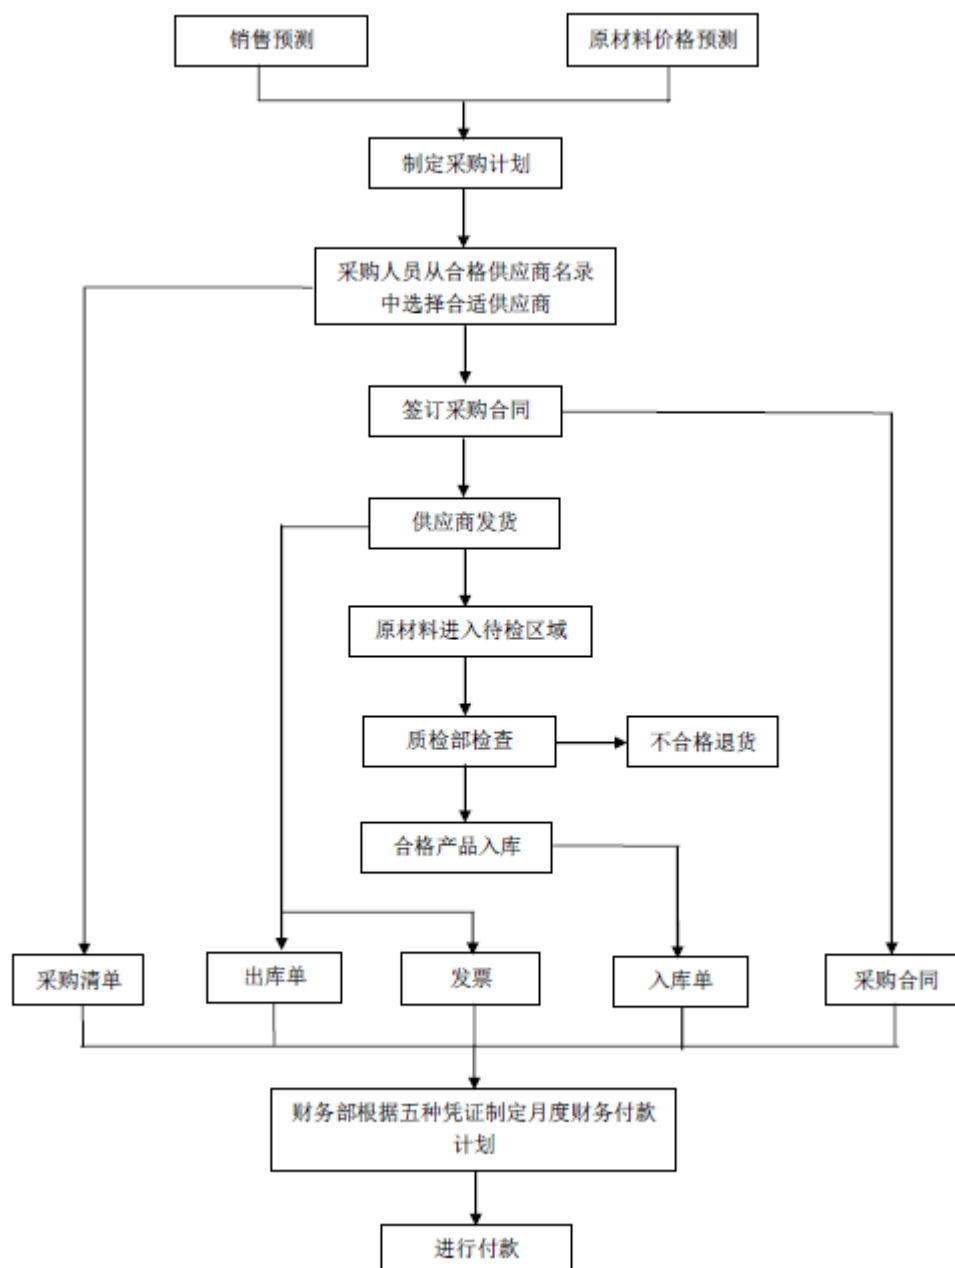 销售预测
原材料价格预测
制定采购计划
采购人员从合格供应商名录
中选择合适供应商
签订采购合同
供应商发货
原材料进入待检区域
质检部检查
不合格退货
合格产品入库
采购清单
出库单
发票
入库单
采购合同
财务部根据五种凭证制定月度财务付款
计划
进行付款